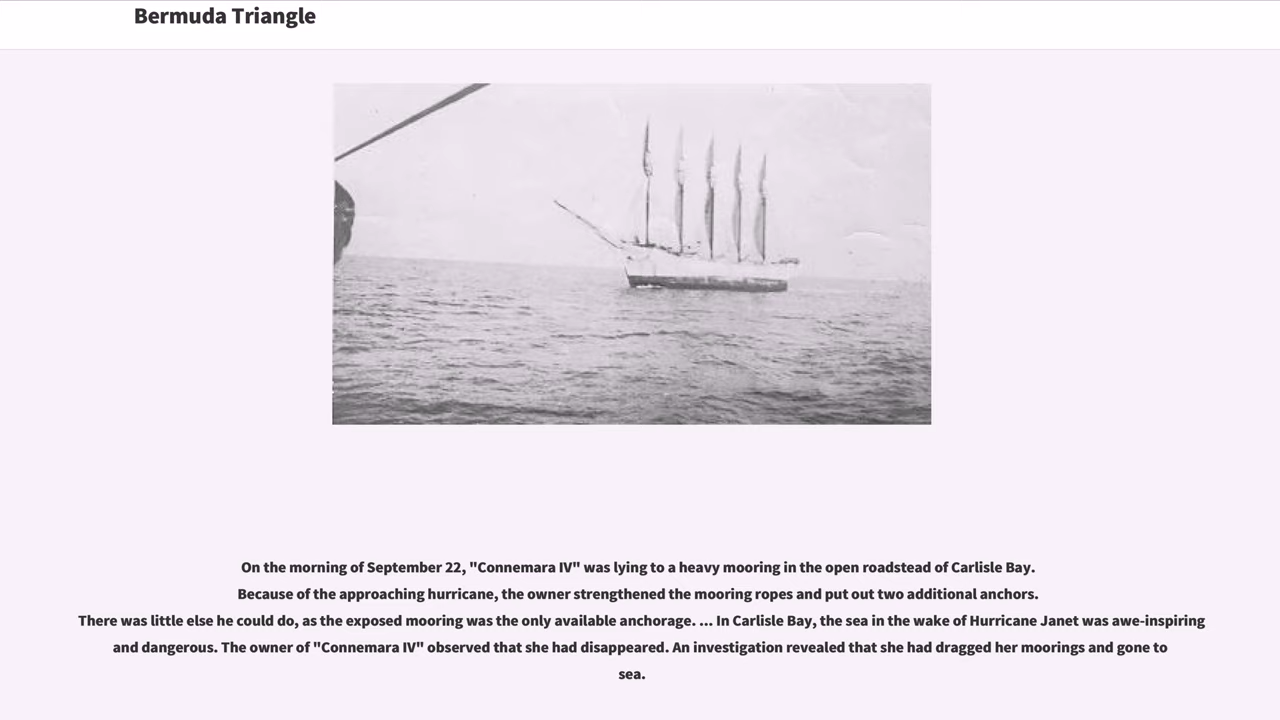 Bermuda Triangle
On the morning of September 22, "Connemara IV" was lying to a heavy mooring in the open roadstead of Carlisle Bay.
Because of the approaching hurricane, the owner strengthened the mooring ropes and put out two additional anchors.
There was little else he could do, as the exposed mooring was the only available anchorage. ... In Carlisle Bay, the sea in the wake of Hurricane Janet was awe-inspiring
and dangerous. The owner of "Connemara IV" observed that she had disappeared. An investigation revealed that she had dragged her moorings and gone to
sea.